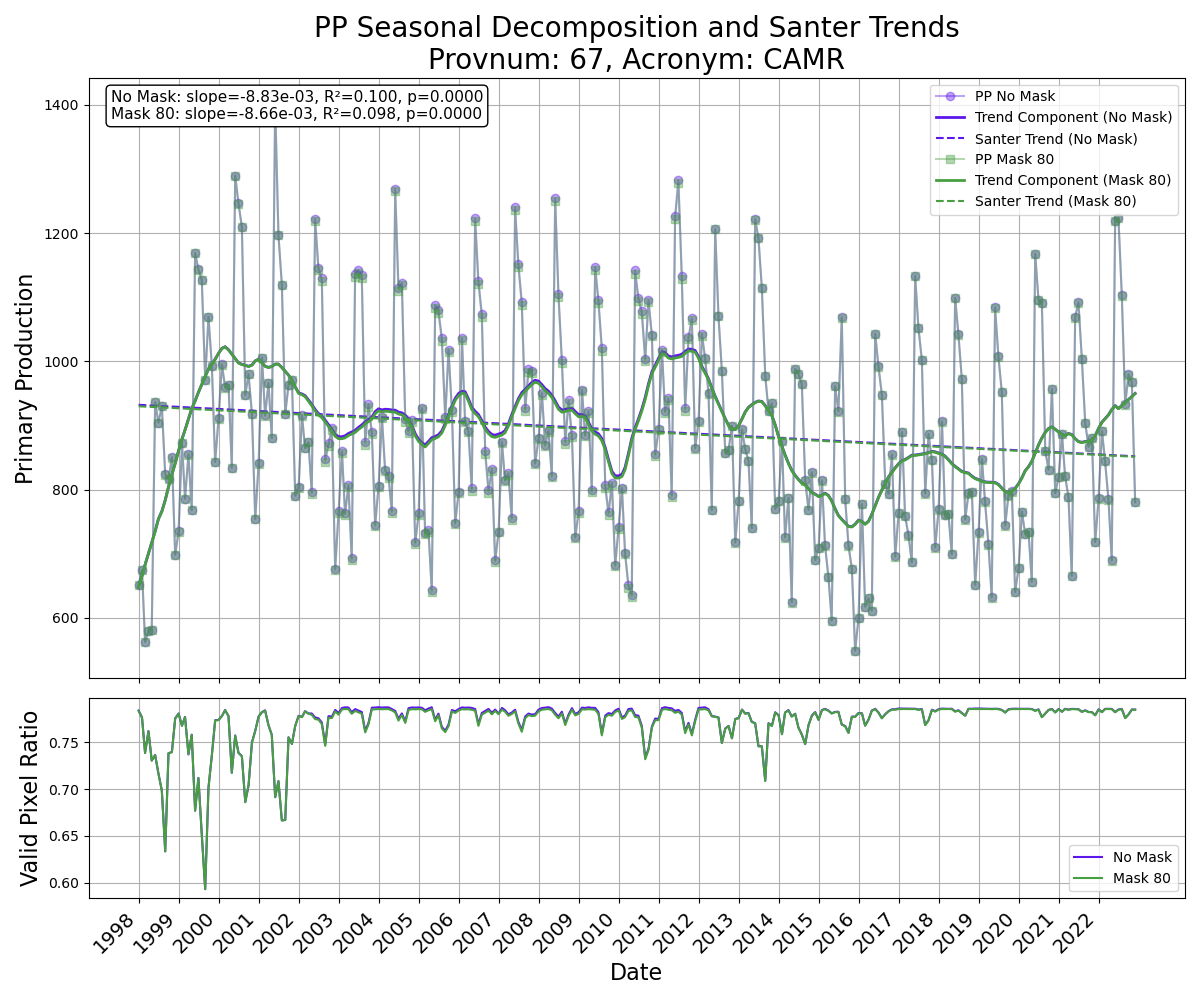 PP Seasonal Decomposition and Santer Trends
Provnum: 67, Acronym: CAMR
No Mask: slope=-8.83e-03, R²=0.100, p=0.0000
Mask 80: slope=-8.66e-03, R²=0.098, p=0.0000
PP No Mask
Trend Component (No Mask)
Santer Trend (No Mask)
PP Mask 80
Trend Component (Mask 80)
Santer Trend (Mask 80)
Primary Production
1400
1200
1000
800
600
Valid Pixel Ratio
0.75
0.70
0.65
0.60
No Mask
Mask 80
1998 1999 2000 2001 2002 2003 2004 2005 2006 2007 2008 2009 2010 2011 2012 2013 2014 2015 2016 2017 2018 2019 2020 2021 2022
Date